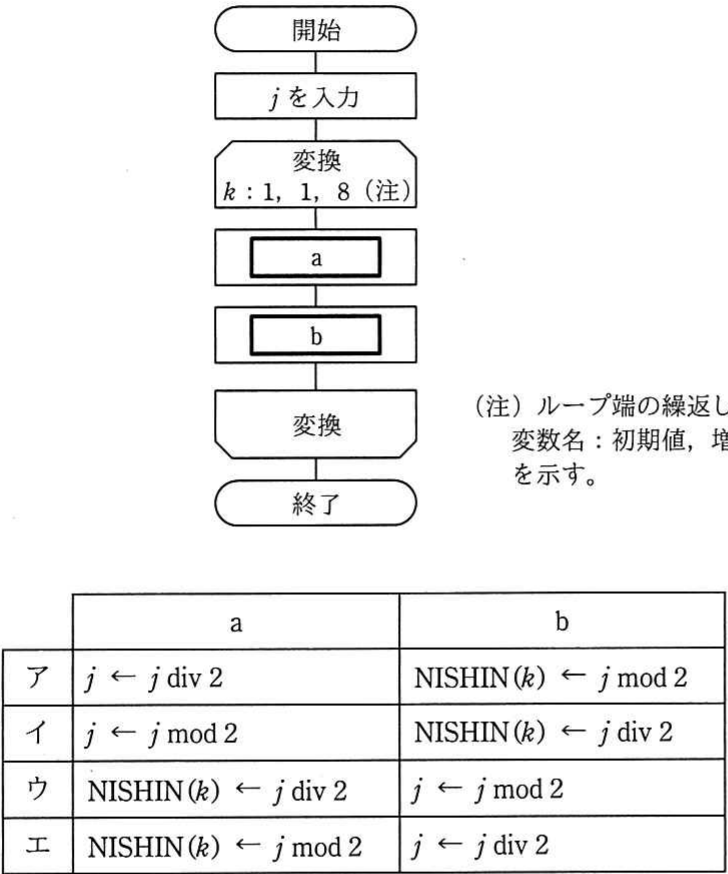 開始
jを入力
変換
k:1, 1, 8(注)
a
b
変換
終了
(注)ループ端の繰返し
変数名:初期値,増
を示す。
a b
ア j ← j div 2 NISHIN(k) ← j mod 2
イ j ← j mod 2 NISHIN(k) ← j div 2
ウ NISHIN(k) ← j div 2 j ← j mod 2
エ NISHIN(k) ← j mod 2 j ← j div 2